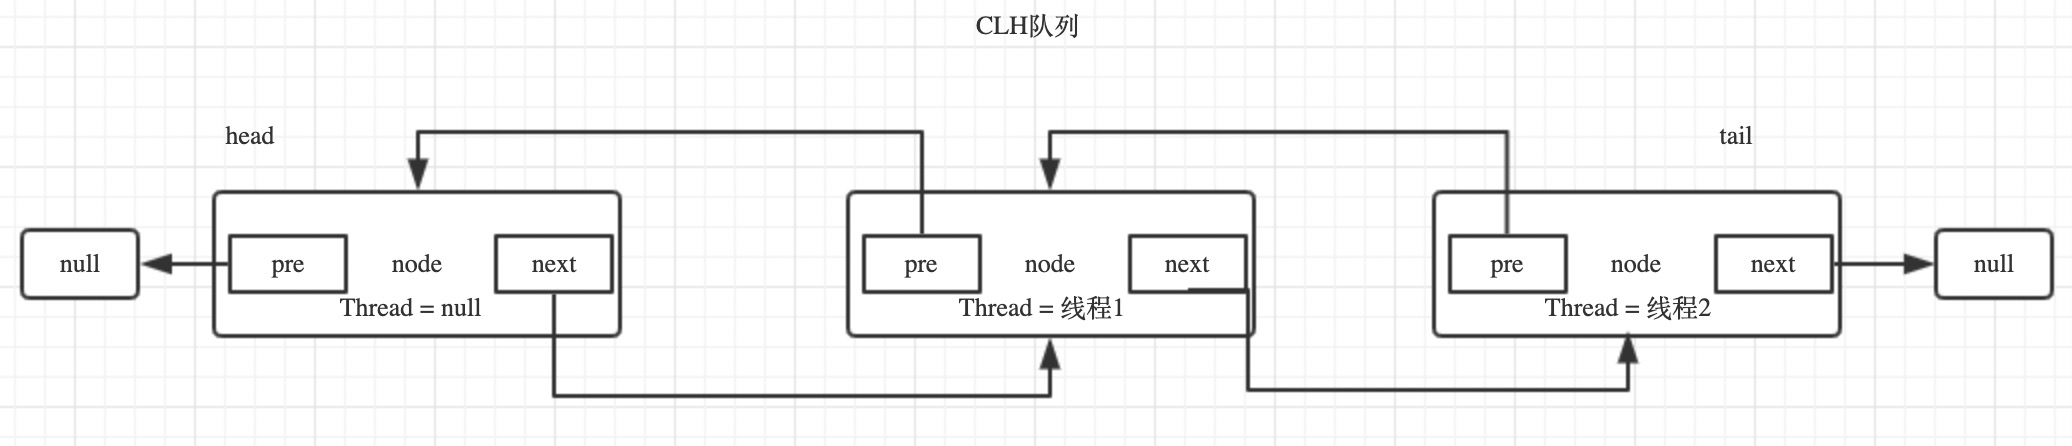 CLH队列
head
tail
null
pre
node
next
Thread = null
pre
node
next
Thread = 线程1
pre
node
next
Thread = 线程2
null